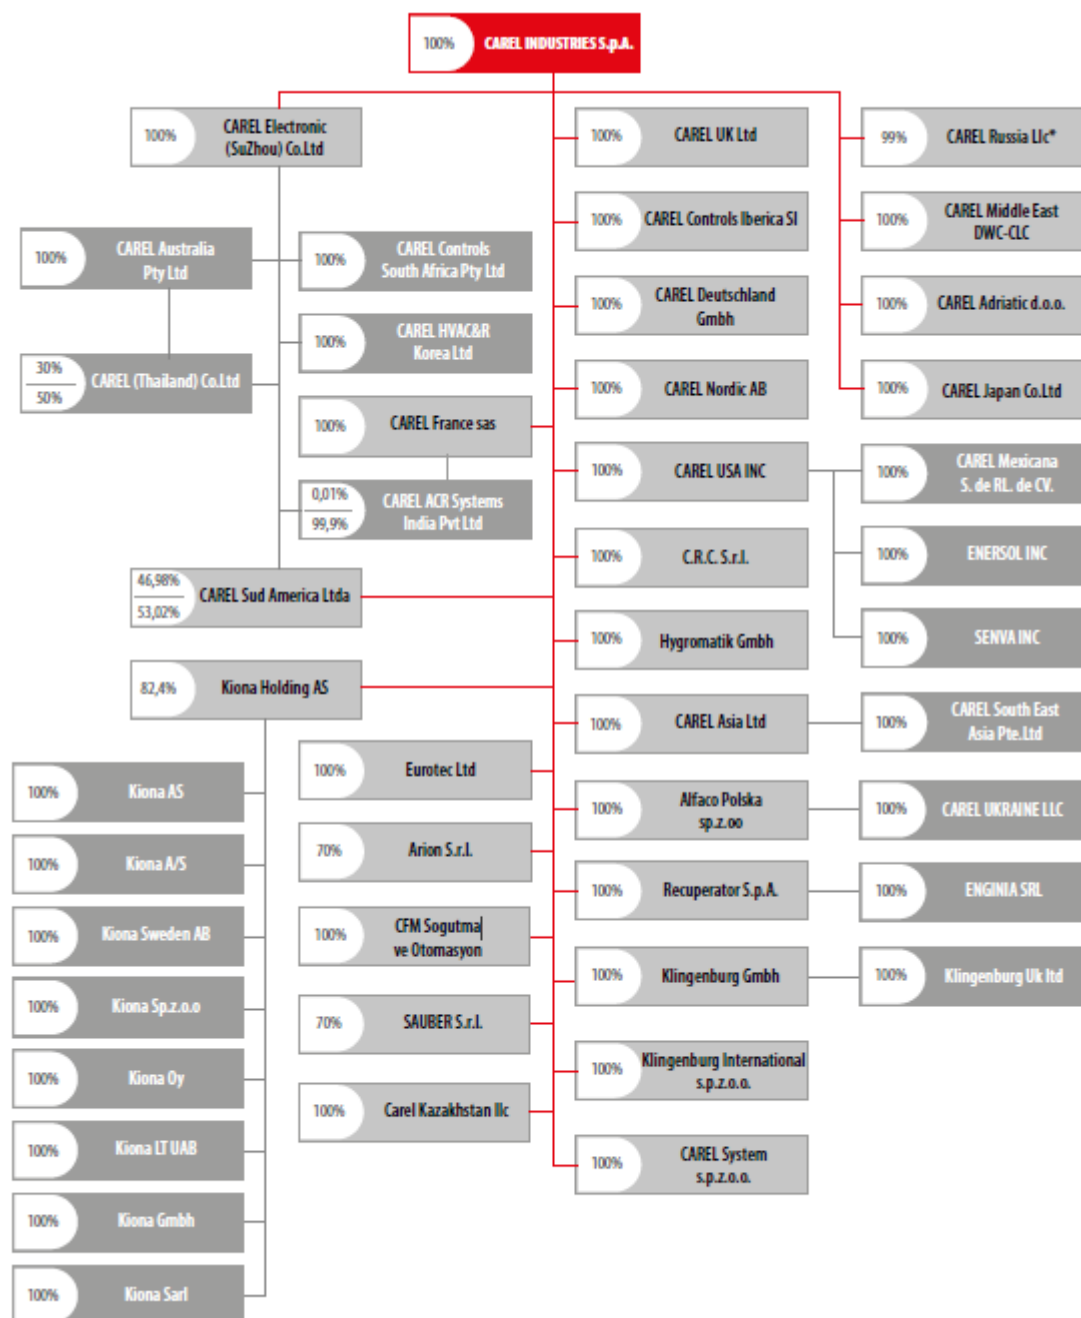 100%
CAREL INDUSTRIES S.p.A.
100%
CAREL Electronic
(SuZhou) Co.Ltd
100%
CAREL Australia
Pty Ltd
100%
CAREL Controls
South Africa Pty Ltd
100%
CAREL HVAC&R
Korea Ltd
30%
50%
CAREL (Thailand) Co.Ltd
100%
CAREL France sas
0,01%
99,9%
CAREL ACR Systems
India Pvt Ltd
46,98%
53,02%
CAREL Sud America Ltda
82,4%
Kiona Holding AS
100%
Kiona AS
100%
Kiona A/S
100%
Kiona Sweden AB
100%
Kiona Sp.z.o.o
100%
Kiona Oy
100%
Kiona LT UAB
100%
Kiona Gmbh
100%
Kiona Sarl
100%
Eurotec Ltd
70%
Arion S.r.l.
100%
CFM Sogutma
ve Otomasyon
70%
SAUBER S.r.l.
100%
Carel Kazakhstan llc
100%
CAREL UK Ltd
100%
CAREL Controls Iberica Sl
100%
CAREL Deutschland
Gmbh
100%
CAREL Nordic AB
100%
CAREL USA INC
100%
C.R.C. S.r.l.
100%
Hygromatik Gmbh
100%
CAREL Asia Ltd
100%
Alfaco Polska
sp.z.oo
100%
Recuperator S.p.A.
100%
Klingenburg Gmbh
100%
Klingenburg International
s.p.z.o.o.
100%
CAREL System
s.p.z.o.o.
99%
CAREL Russia Llc*
100%
CAREL Middle East
DWC-CLC
100%
CAREL Adriatic d.o.o.
100%
CAREL Japan Co.Ltd
100%
CAREL Mexicana
S. de RL. de CV.
100%
ENERSOL INC
100%
SENVA INC
100%
CAREL South East
Asia Pte.Ltd
100%
CAREL UKRAINE LLC
100%
ENGINIA SRL
100%
Klingenburg Uk ltd